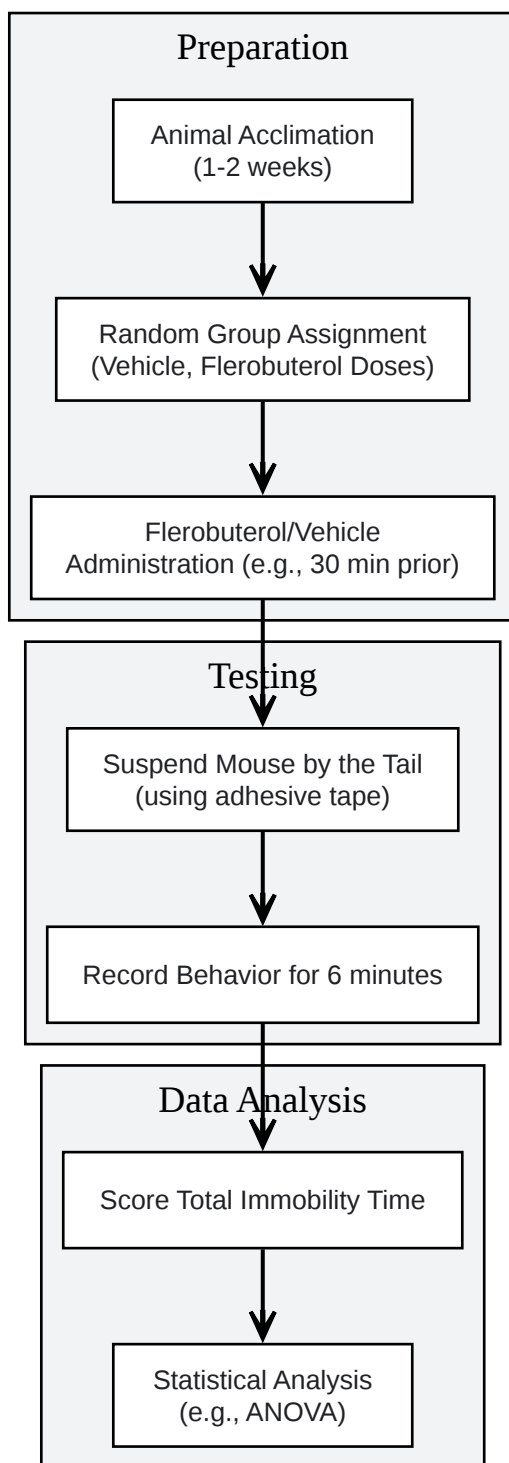 Preparation
Animal Acclimation
(1-2 weeks)
Random Group Assignment
(Vehicle, Flerobuterol Doses)
Flerobuterol/Vehicle
Administration (e.g., 30 min prior)
Testing
Suspend Mouse by the Tail
(using adhesive tape)
Record Behavior for 6 minutes
Data Analysis
Score Total Immobility Time
Statistical Analysis
(e.g., ANOVA)